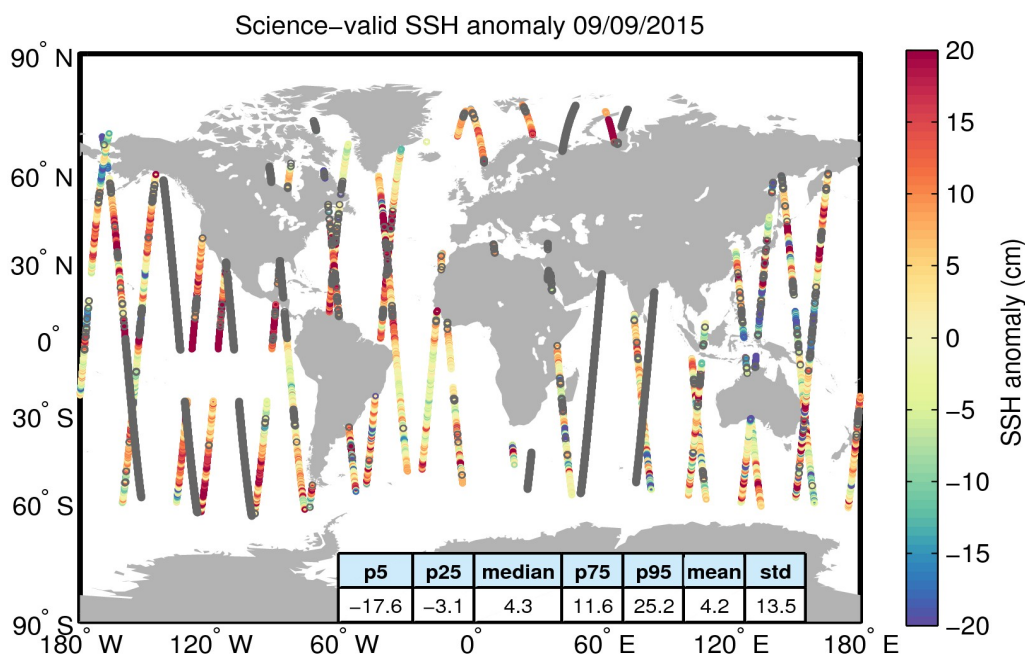 Science−valid SSH anomaly 09/09/2015
90° N
60° N
30° N
0°
30° S
60° S
90° S
180° W
120° W
60° W
0°
60° E
120° E
180° E
p5 p25 median p75 p95 mean std
−17.6 −3.1 4.3 11.6 25.2 4.2 13.5
20
15
10
5
0
−5
−10
−15
−20
SSH anomaly (cm)